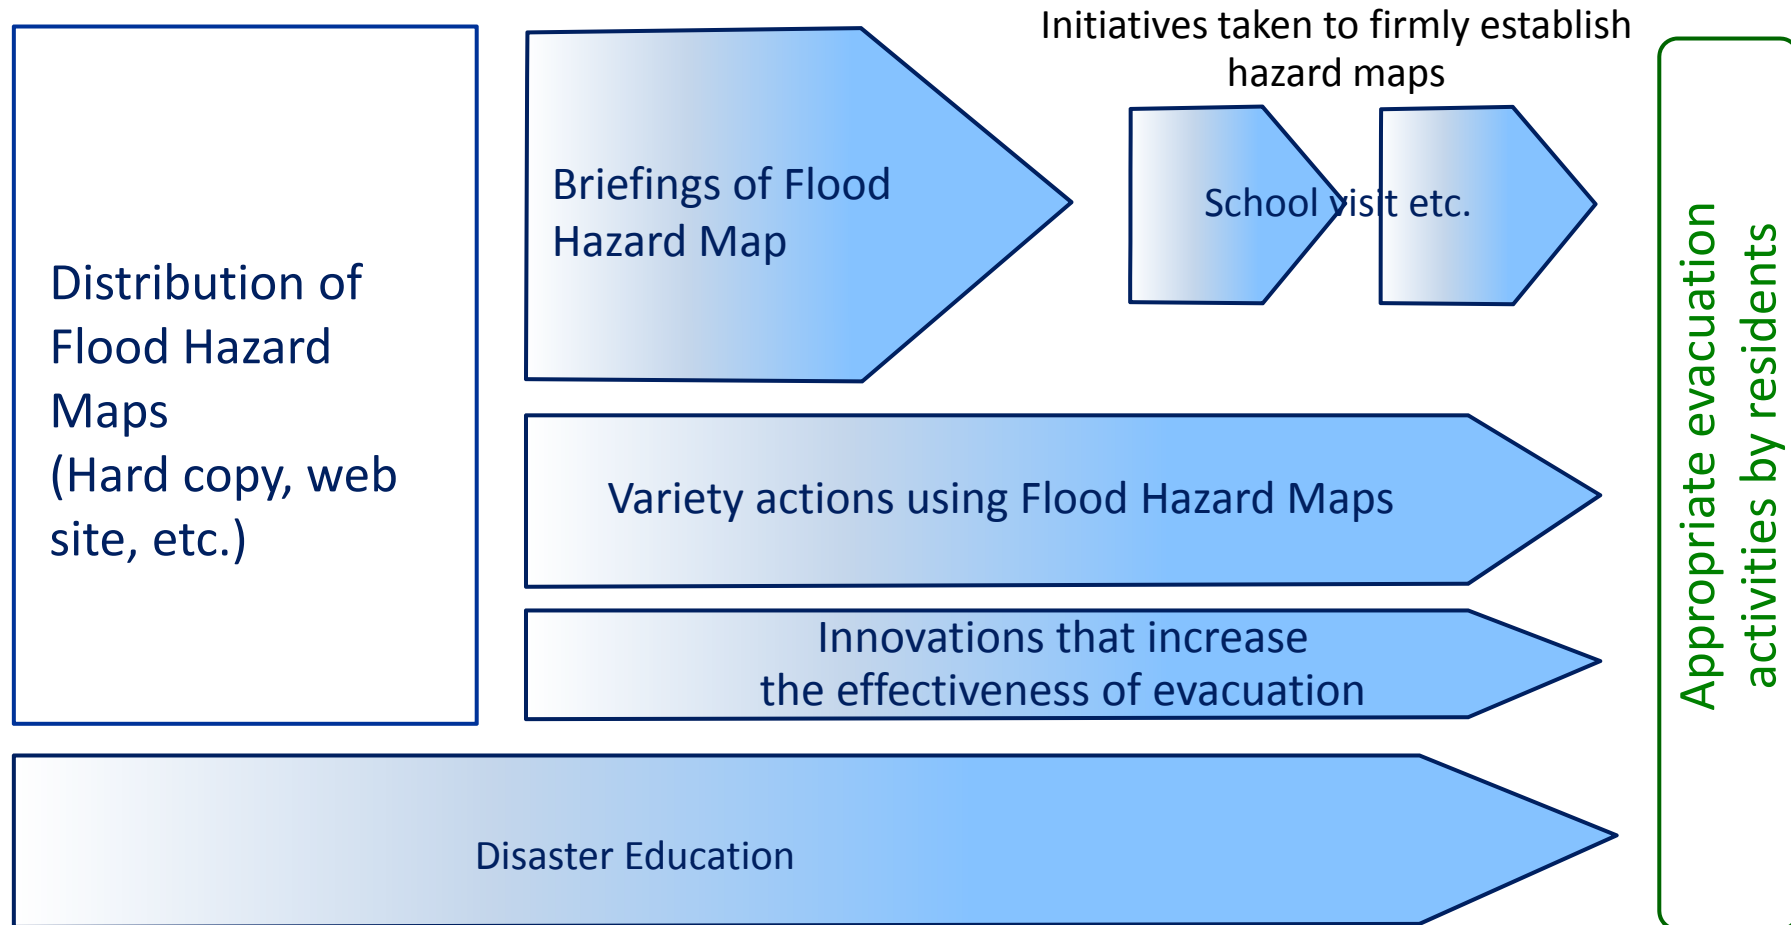 Initiatives taken to firmly establish
hazard maps
Distribution of
Flood Hazard
Maps
(Hard copy, web
site, etc.)
Briefings of Flood
Hazard Map
School visit etc.
Variety actions using Flood Hazard Maps
Innovations that increase
the effectiveness of evacuation
Disaster Education
Appropriate evacuation
activities by residents